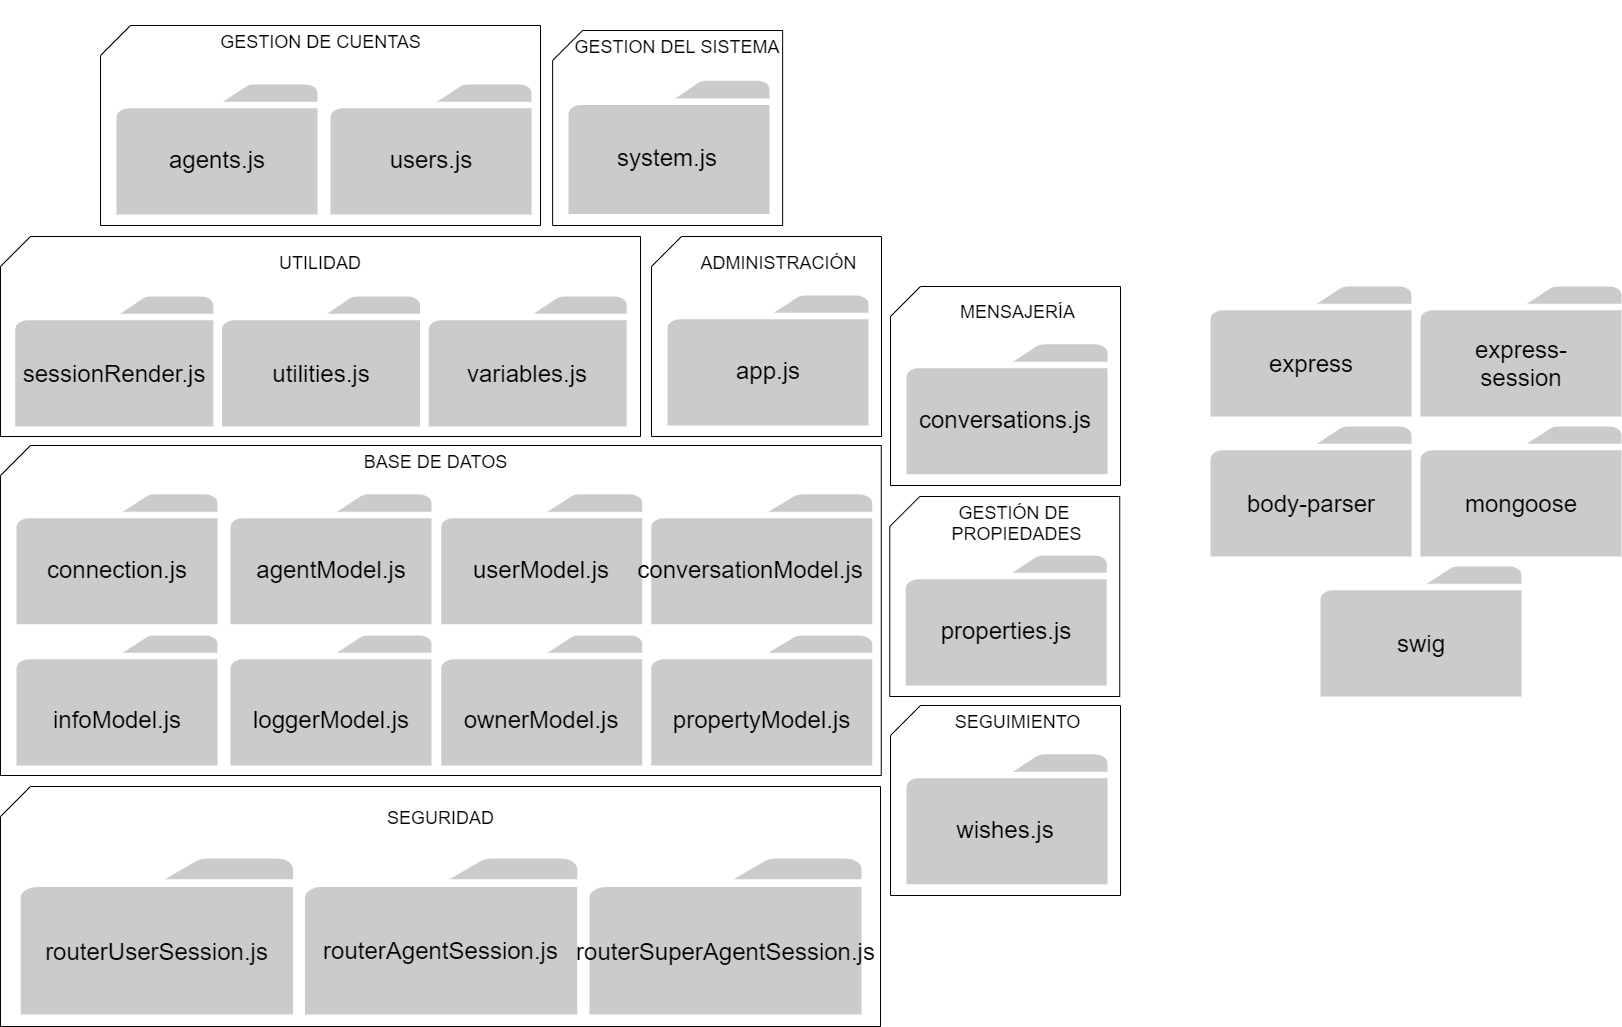 GESTION DE CUENTAS
agents.js
users.js
GESTION DEL SISTEMA
system.js
UTILIDAD
sessionRender.js
utilities.js
variables.js
ADMINISTRACIÓN
app.js
BASE DE DATOS
connection.js
agentModel.js
userModel.js
conversationModel.js
infoModel.js
loggerModel.js
ownerModel.js
propertyModel.js
SEGURIDAD
routerUserSession.js
routerAgentSession.js
routerSuperAgentSession.js
MENSAJERÍA
conversations.js
GESTIÓN DE
PROPIEDADES
properties.js
SEGUIMIENTO
wishes.js
express
express-
session
body-parser
mongoose
swig